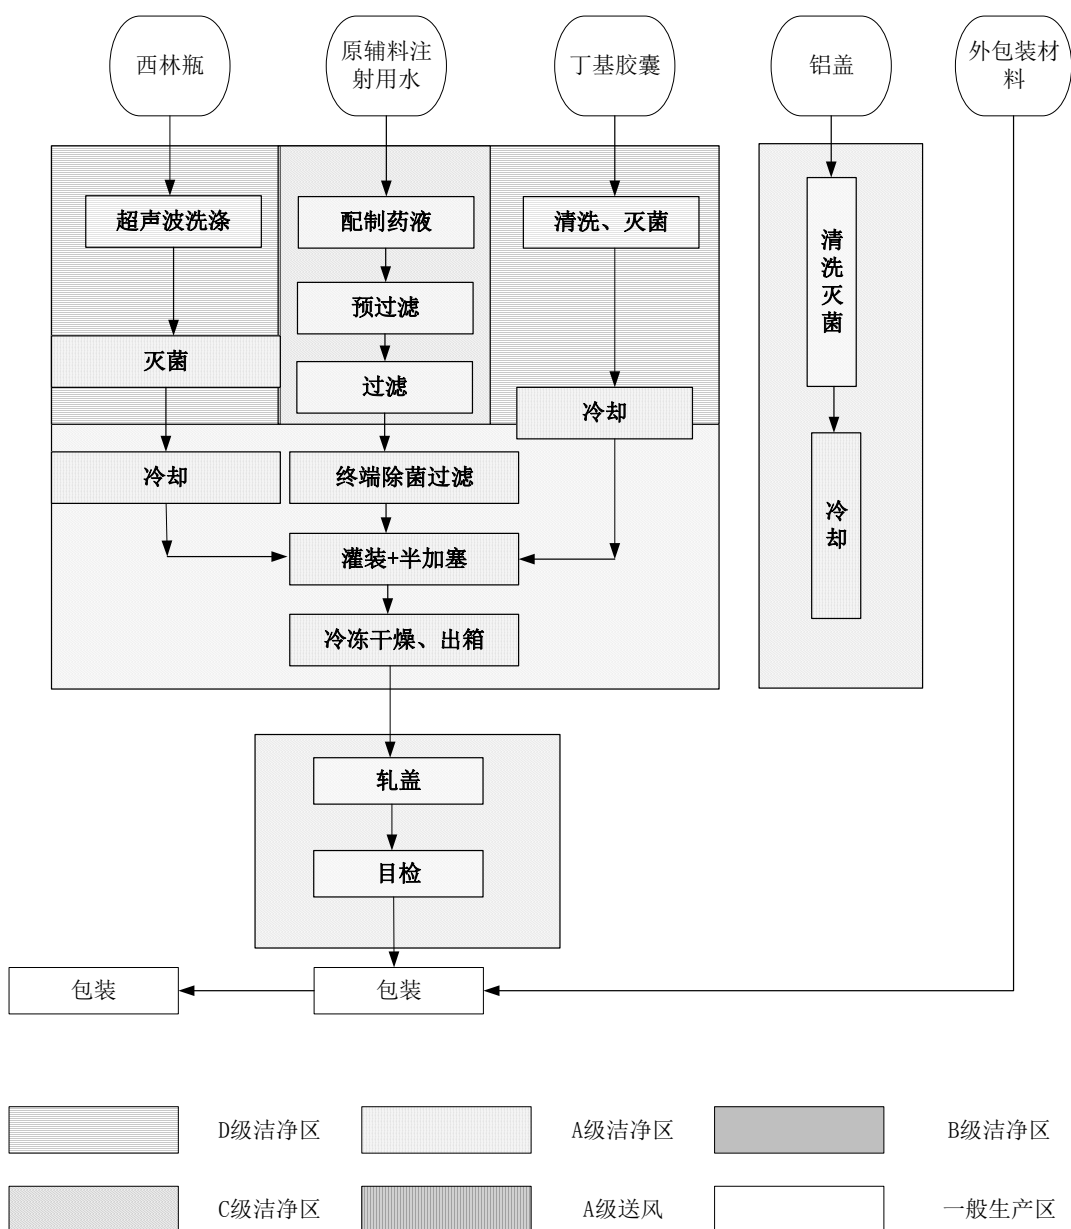 西林瓶
原辅料注
射用水
丁基胶囊
铝盖
外包装材
料
超声波洗涤
配制药液
清洗、灭菌
清
洗
灭
菌
预过滤
灭菌
过滤
冷却
冷却
终端除菌过滤
冷
却
灌装+半加塞
冷冻干燥、出箱
轧盖
目检
包装
包装
D级洁净区
A级洁净区
B级洁净区
C级洁净区
A级送风
一般生产区